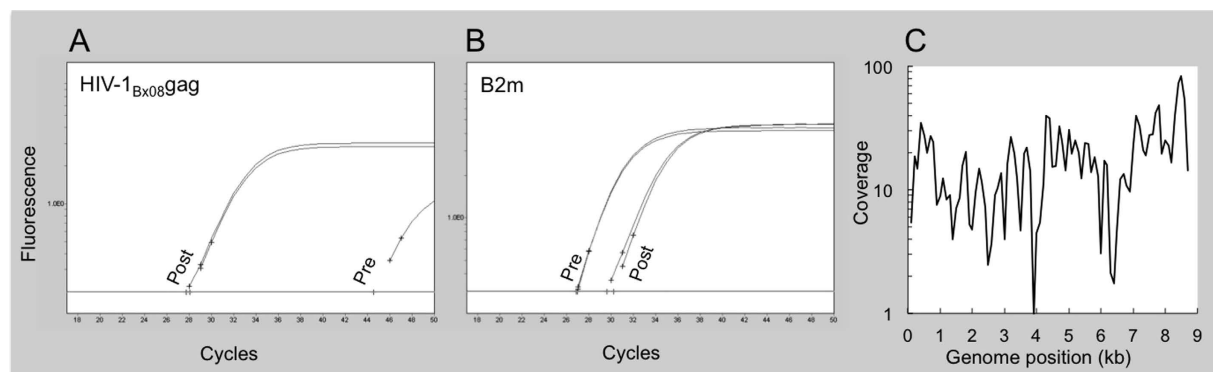 A
HIV-1Bx08gag
Fluorescence
1.0E0
Post
Pre
18 20 22 24 26 28 30 32 34 36 38 40 42 44 46 48 50
Cycles
B
B2m
1.0E0
Pre
Post
18 20 22 24 26 28 30 32 34 36 38 40 42 44 46 48 50
Cycles
C
100
10
1
Coverage
0 1 2 3 4 5 6 7 8 9
Genome position (kb)